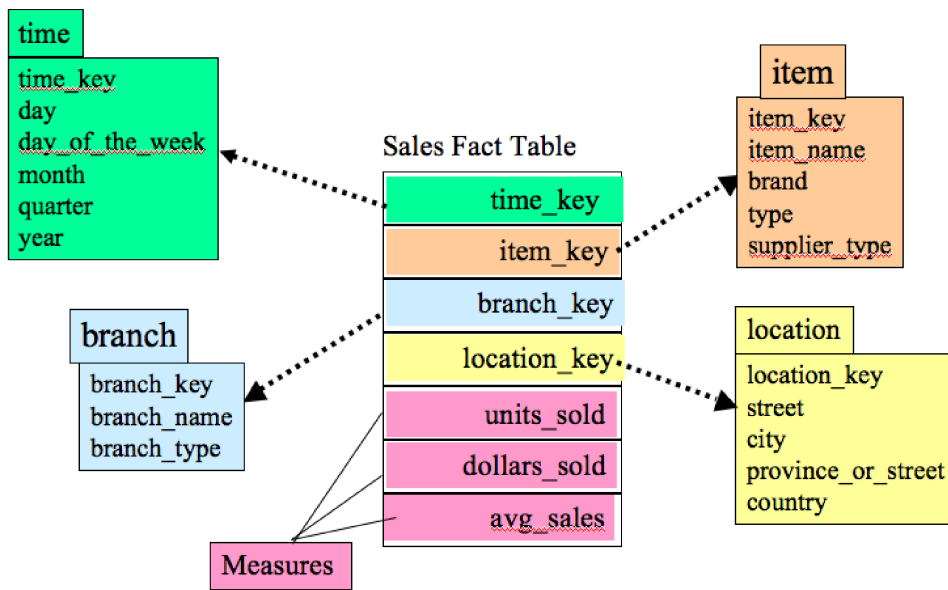 time
time_key
day
day_of_the_week
month
quarter
year
item
item_key
item_name
brand
type
supplier_type
Sales Fact Table
time_key
item_key
branch_key
location_key
units_sold
dollars_sold
avg_sales
branch
branch_key
branch_name
branch_type
location
location_key
street
city
province_or_street
country
Measures